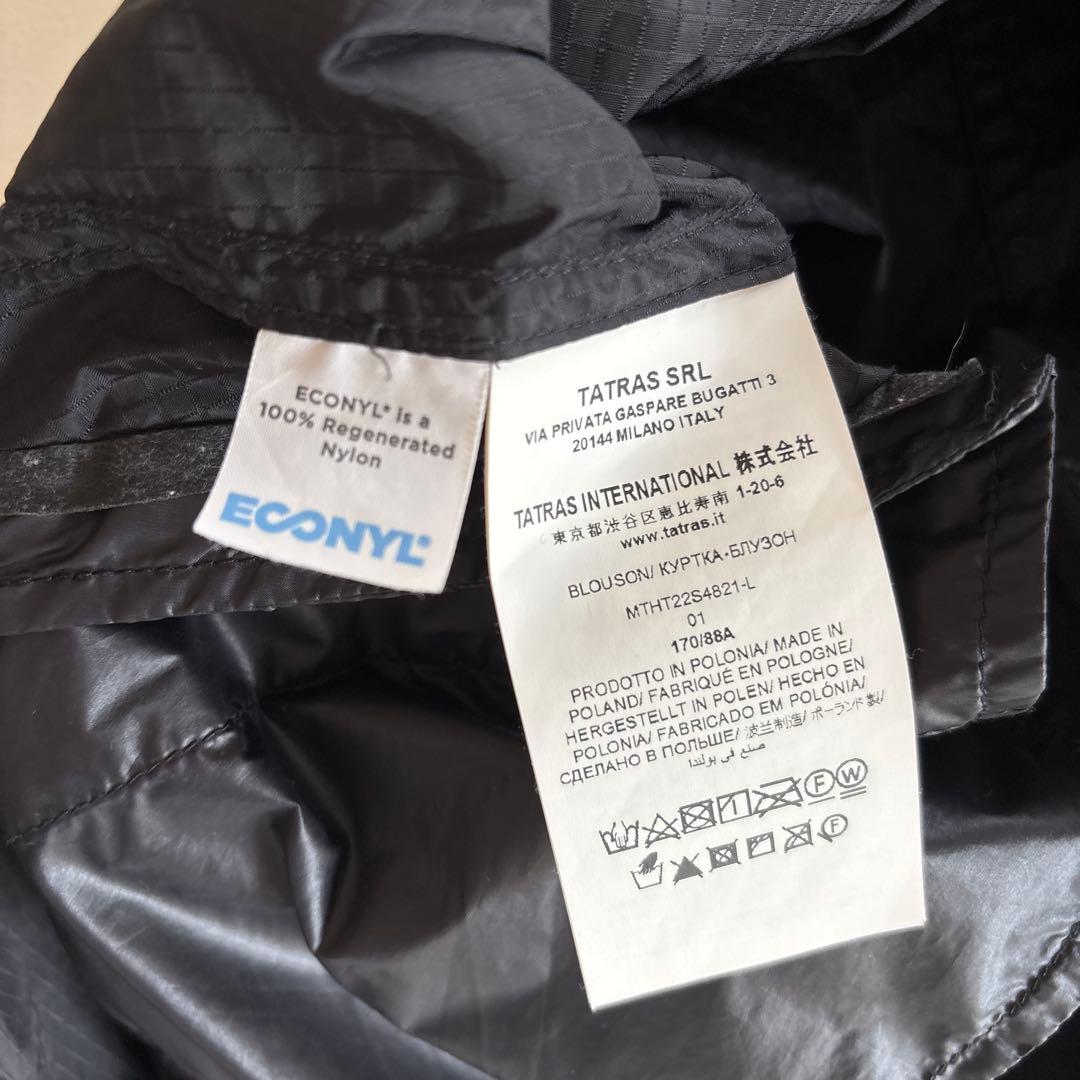 ECONYL® is a
100% Regenerated
Nylon
ECONYL®
TATRAS SRL
VIA PRIVATA GASPARE BUGATTI 3
20144 MILANO ITALY
TATRAS INTERNATIONAL 株式会社
東京都渋谷区恵比寿南 1-20-6
www.tatras.it
BLOUSON/ КУРТКА-БЛУЗОН
MTHT22S4821-L
01
170/88A
PRODOTTO IN POLONIA/ MADE IN
POLAND/ FABRIQUÉ EN POLOGNE/
HERGESTELLT IN POLEN/ HECHO EN
POLONIA/ FABRICADO EM POLÓNIA/
СДЕЛАНО В ПОЛЬШЕ/ 波兰制造/ ポーランド製/
صنع في بولندا
F W
F